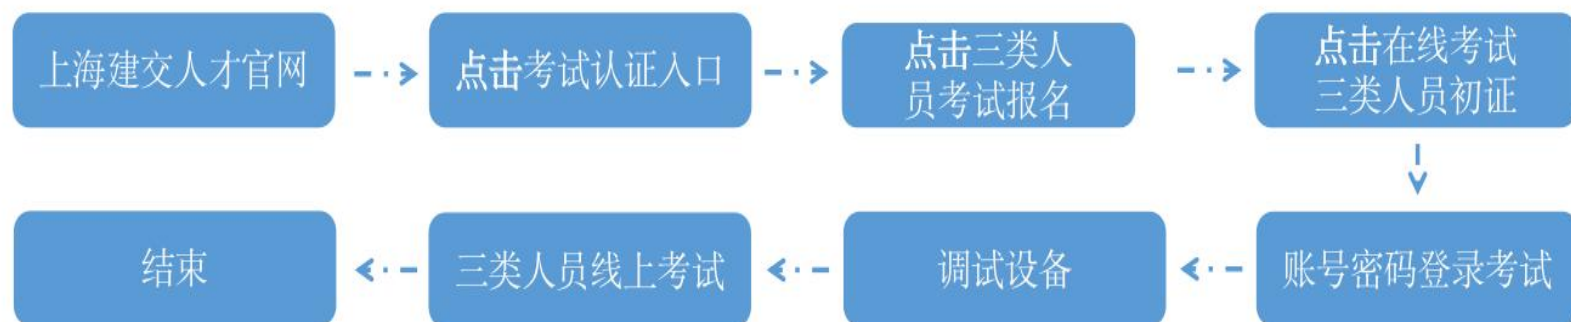 上海建交人才官网
点击考试认证入口
点击三类人
员考试报名
点击在线考试
三类人员初证
账号密码登录考试
调试设备
三类人员线上考试
结束